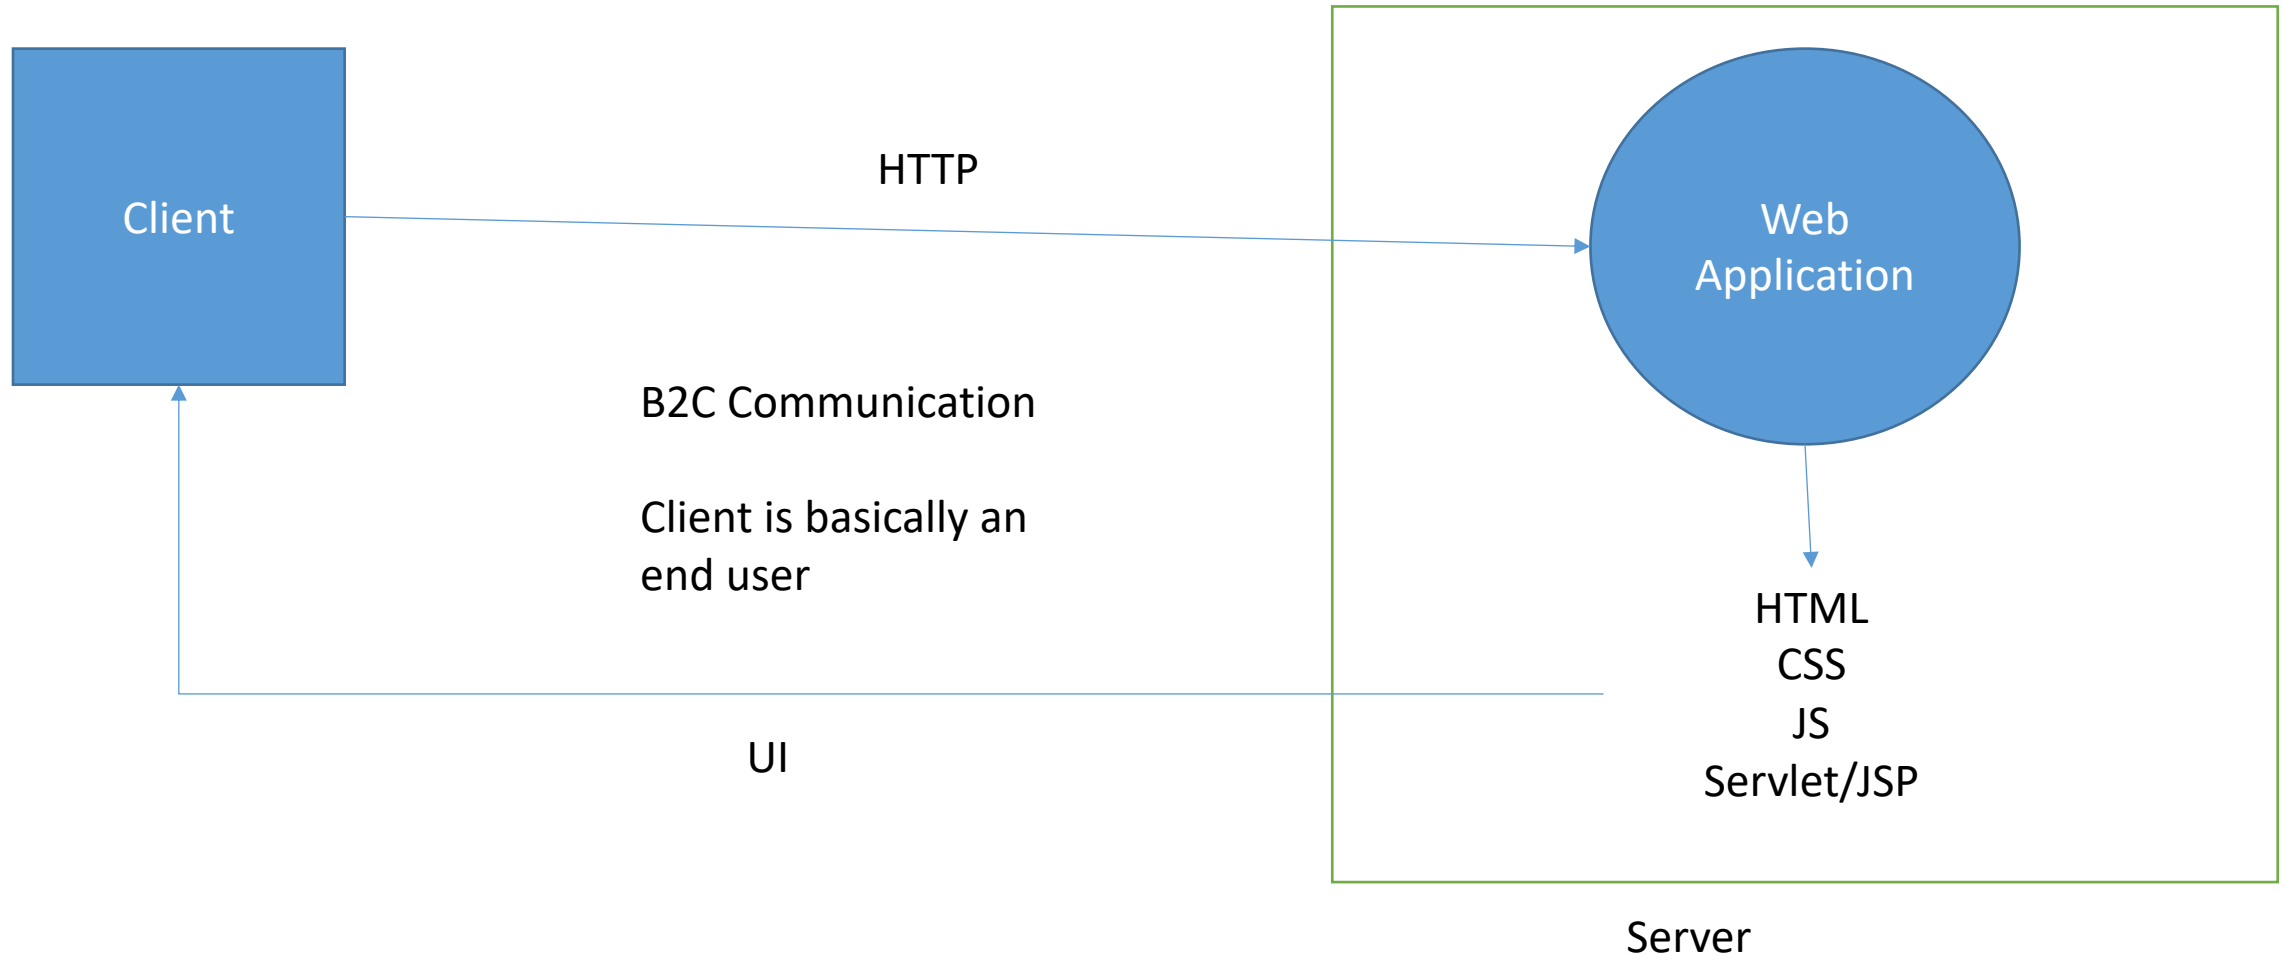 Client
HTTP
Web
Application
B2C Communication
Client is basically an
end user
HTML
CSS
JS
Servlet/JSP
UI
Server